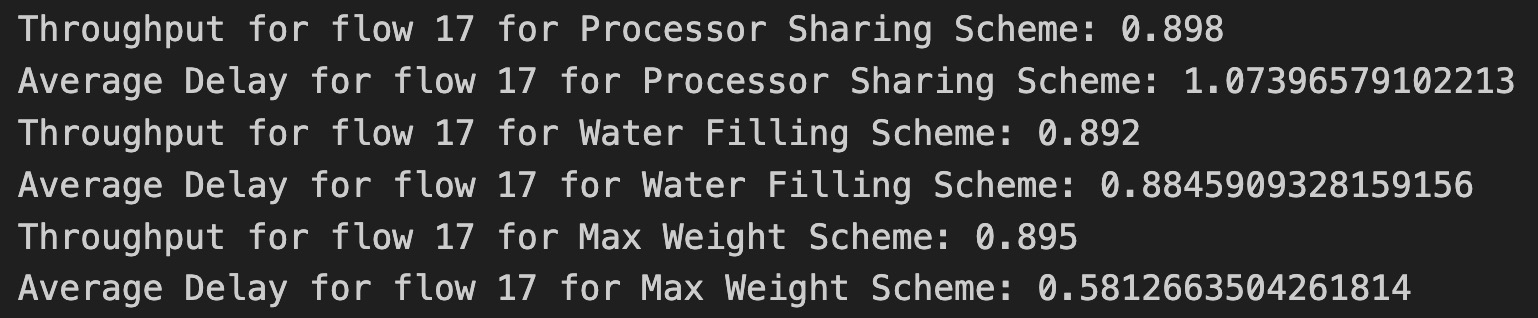 Throughput for flow 17 for Processor Sharing Scheme: 0.898
Average Delay for flow 17 for Processor Sharing Scheme: 1.07396579102213
Throughput for flow 17 for Water Filling Scheme: 0.892
Average Delay for flow 17 for Water Filling Scheme: 0.8845909328159156
Throughput for flow 17 for Max Weight Scheme: 0.895
Average Delay for flow 17 for Max Weight Scheme: 0.5812663504261814